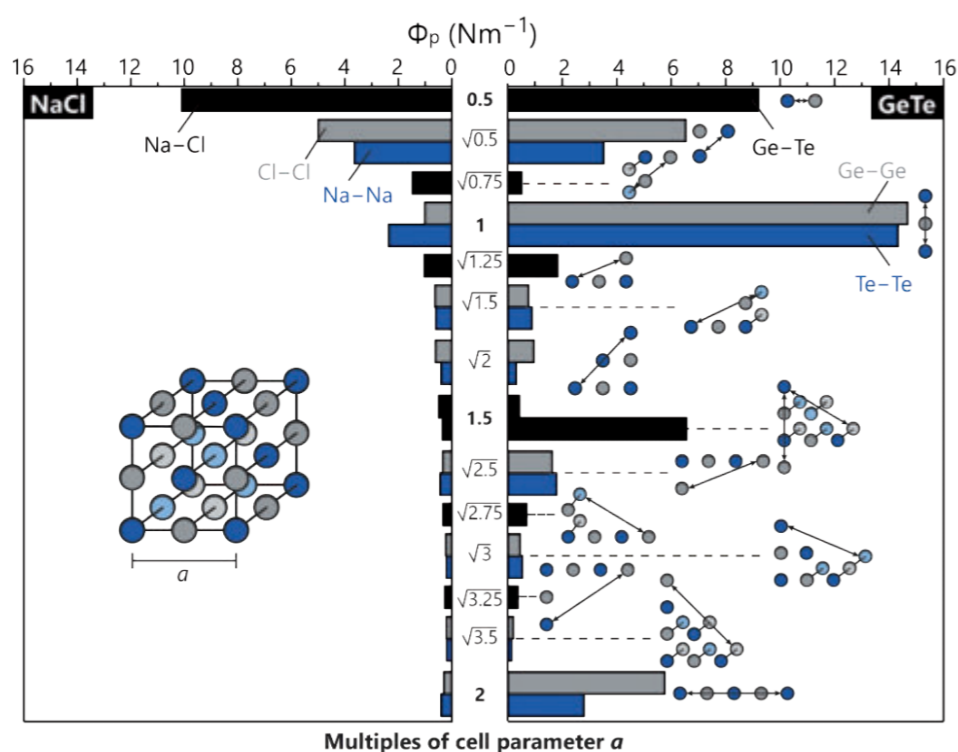 Φp (Nm⁻¹)
16 14 12 10 8 6 4 2 0 0 2 4 6 8 10 12 14 16
NaCl 0.5 GeTe
Na–Cl √0.5 Ge–Te
Cl–Cl Ge–Ge
Na–Na √0.75
1
√1.25 Te–Te
√1.5
√2
1.5
√2.5
√2.75
√3
a
√3.25
√3.5
2
Multiples of cell parameter a